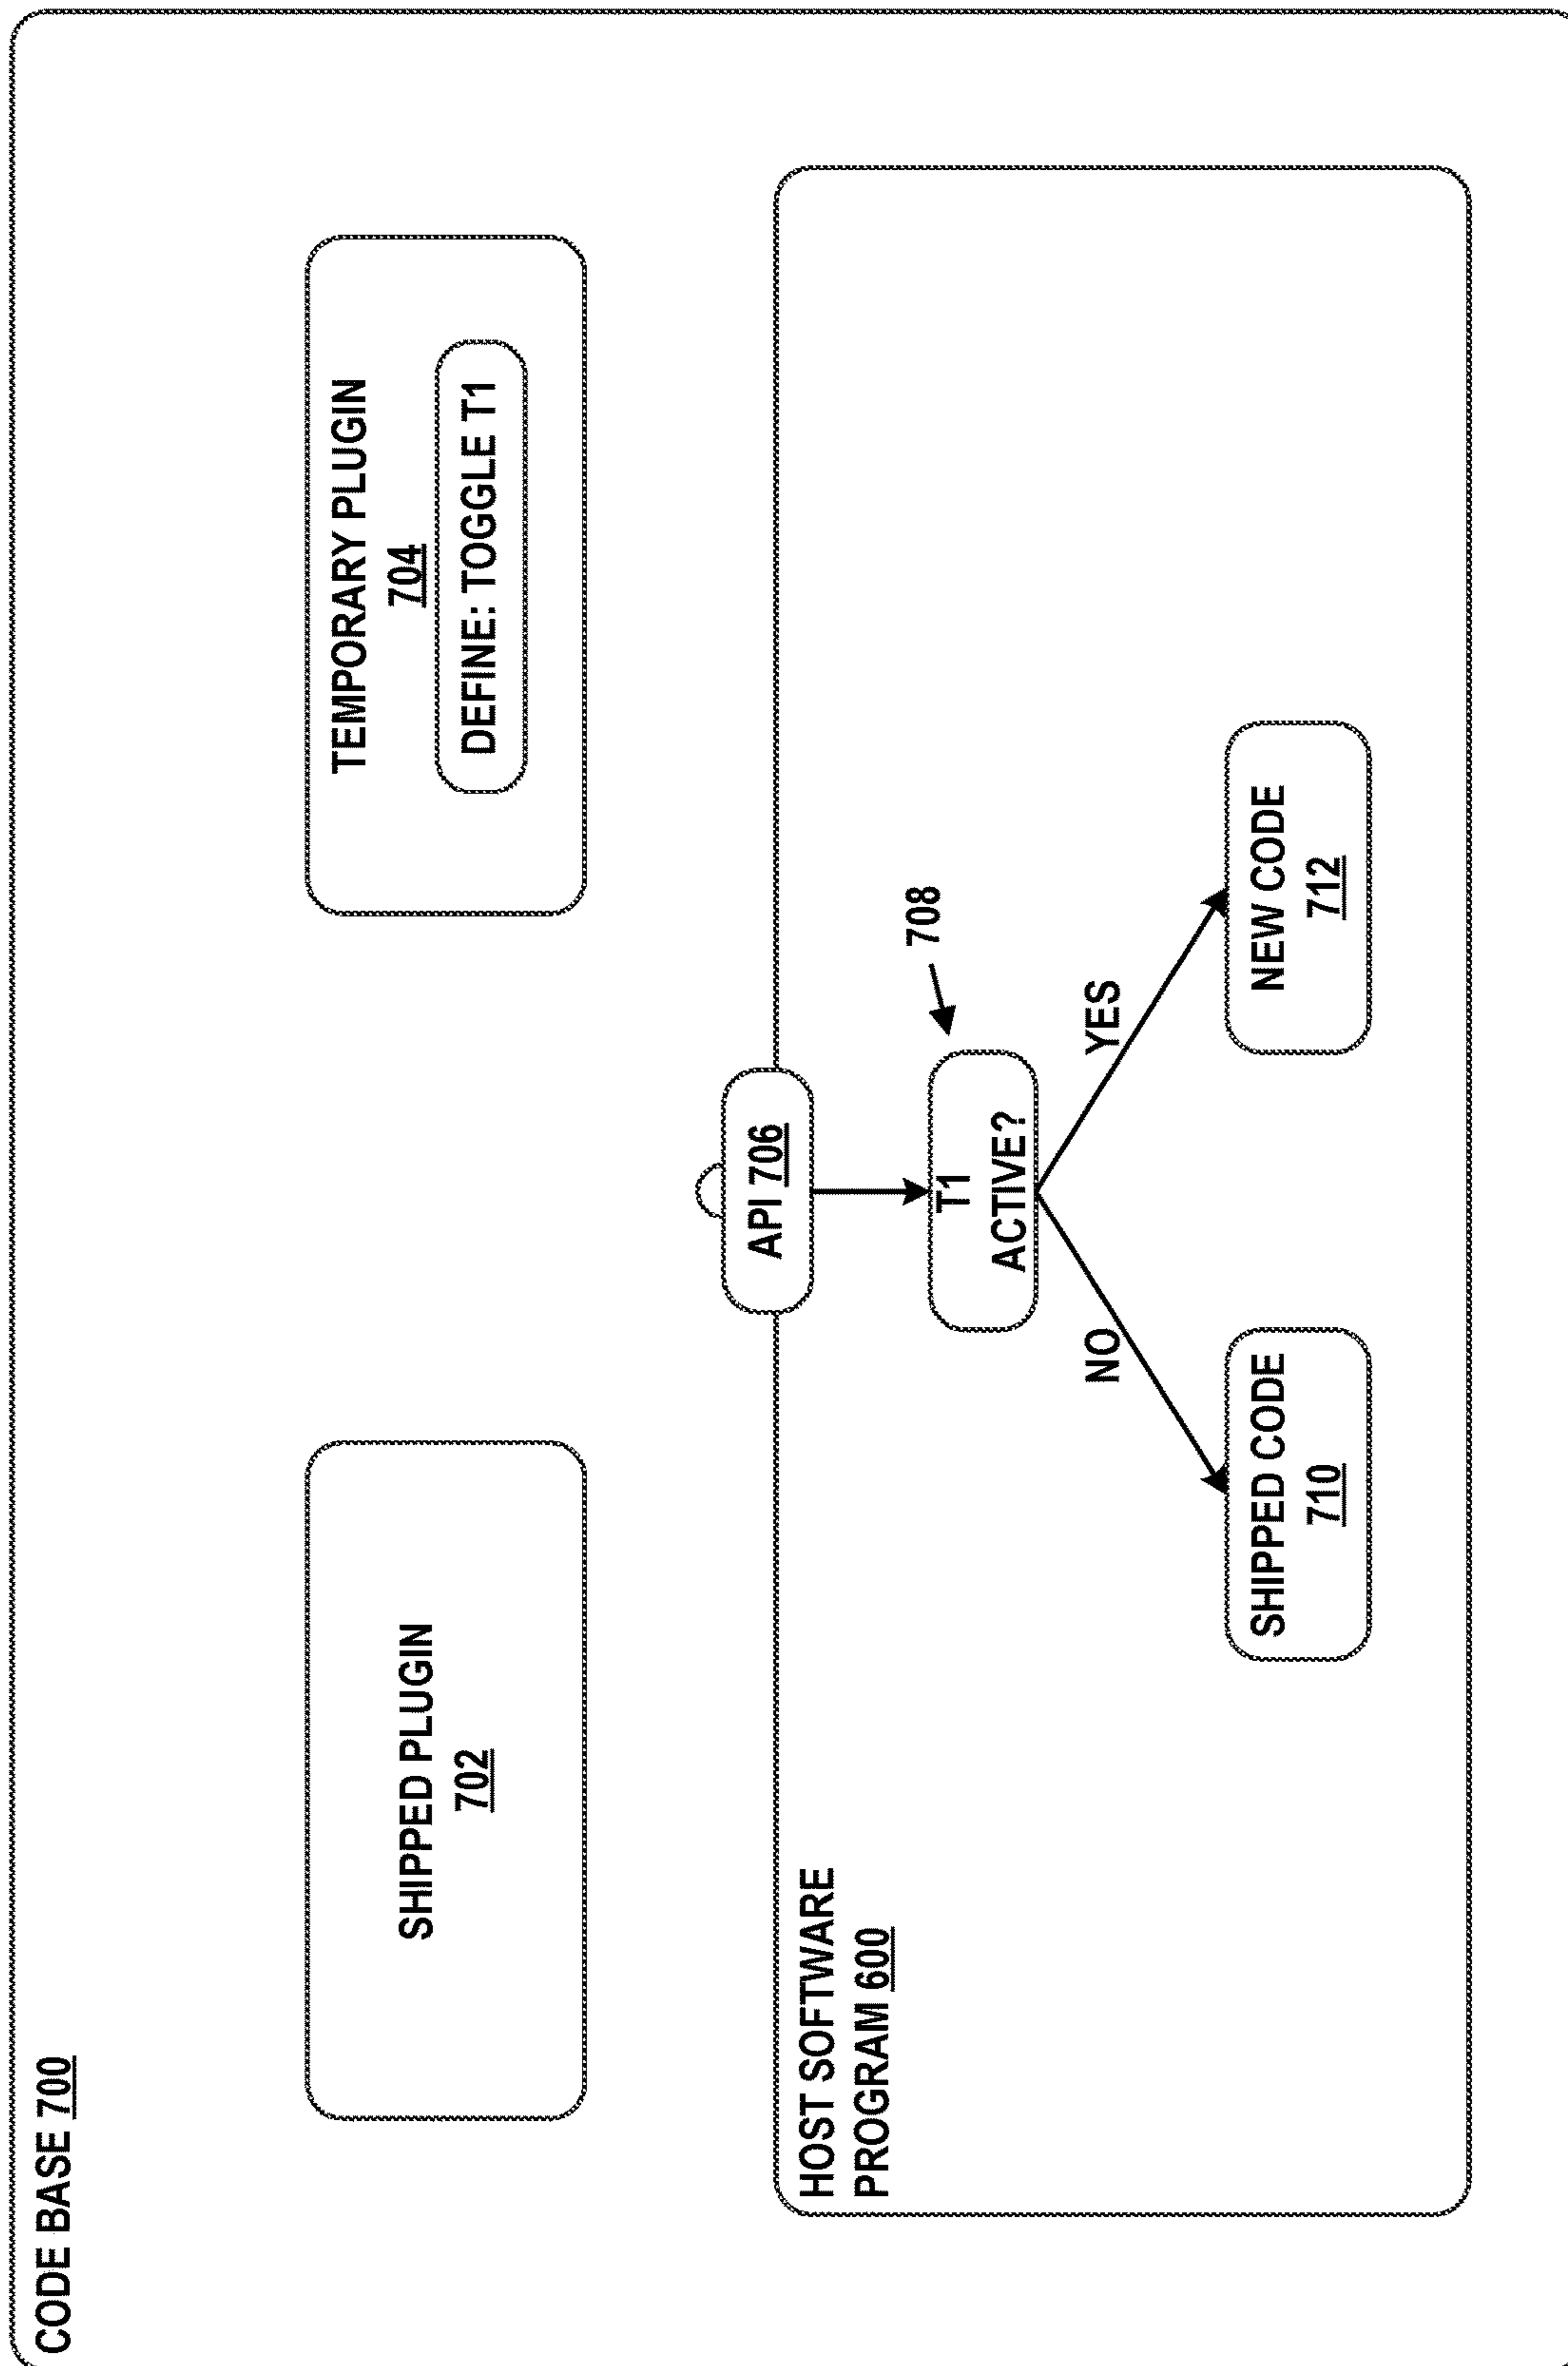 CODE BASE 700
SHIPPED PLUGIN
702
TEMPORARY PLUGIN
704
DEFINE: TOGGLE T1
HOST SOFTWARE
PROGRAM 600
API 706
T1
ACTIVE?
708
NO
YES
SHIPPED CODE
710
NEW CODE
712